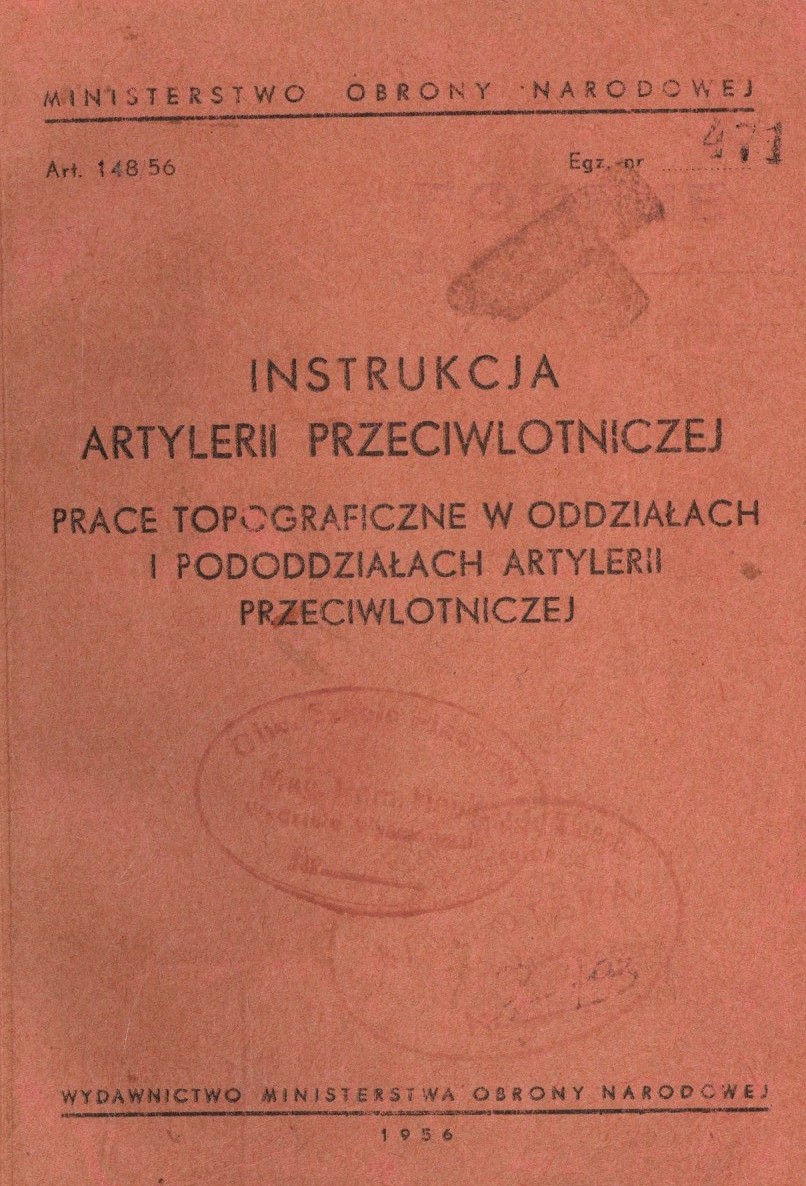 MINISTERSTWO OBRONY NARODOWEJ
Art. 148/56
Egz. nr 471
INSTRUKCJA
ARTYLERII PRZECIWLOTNICZEJ
PRACE TOPOGRAFICZNE W ODDZIAŁACH
I PODODDZIAŁACH ARTYLERII
PRZECIWLOTNICZEJ
WYDAWNICTWO MINISTERSTWA OBRONY NARODOWEJ
1956